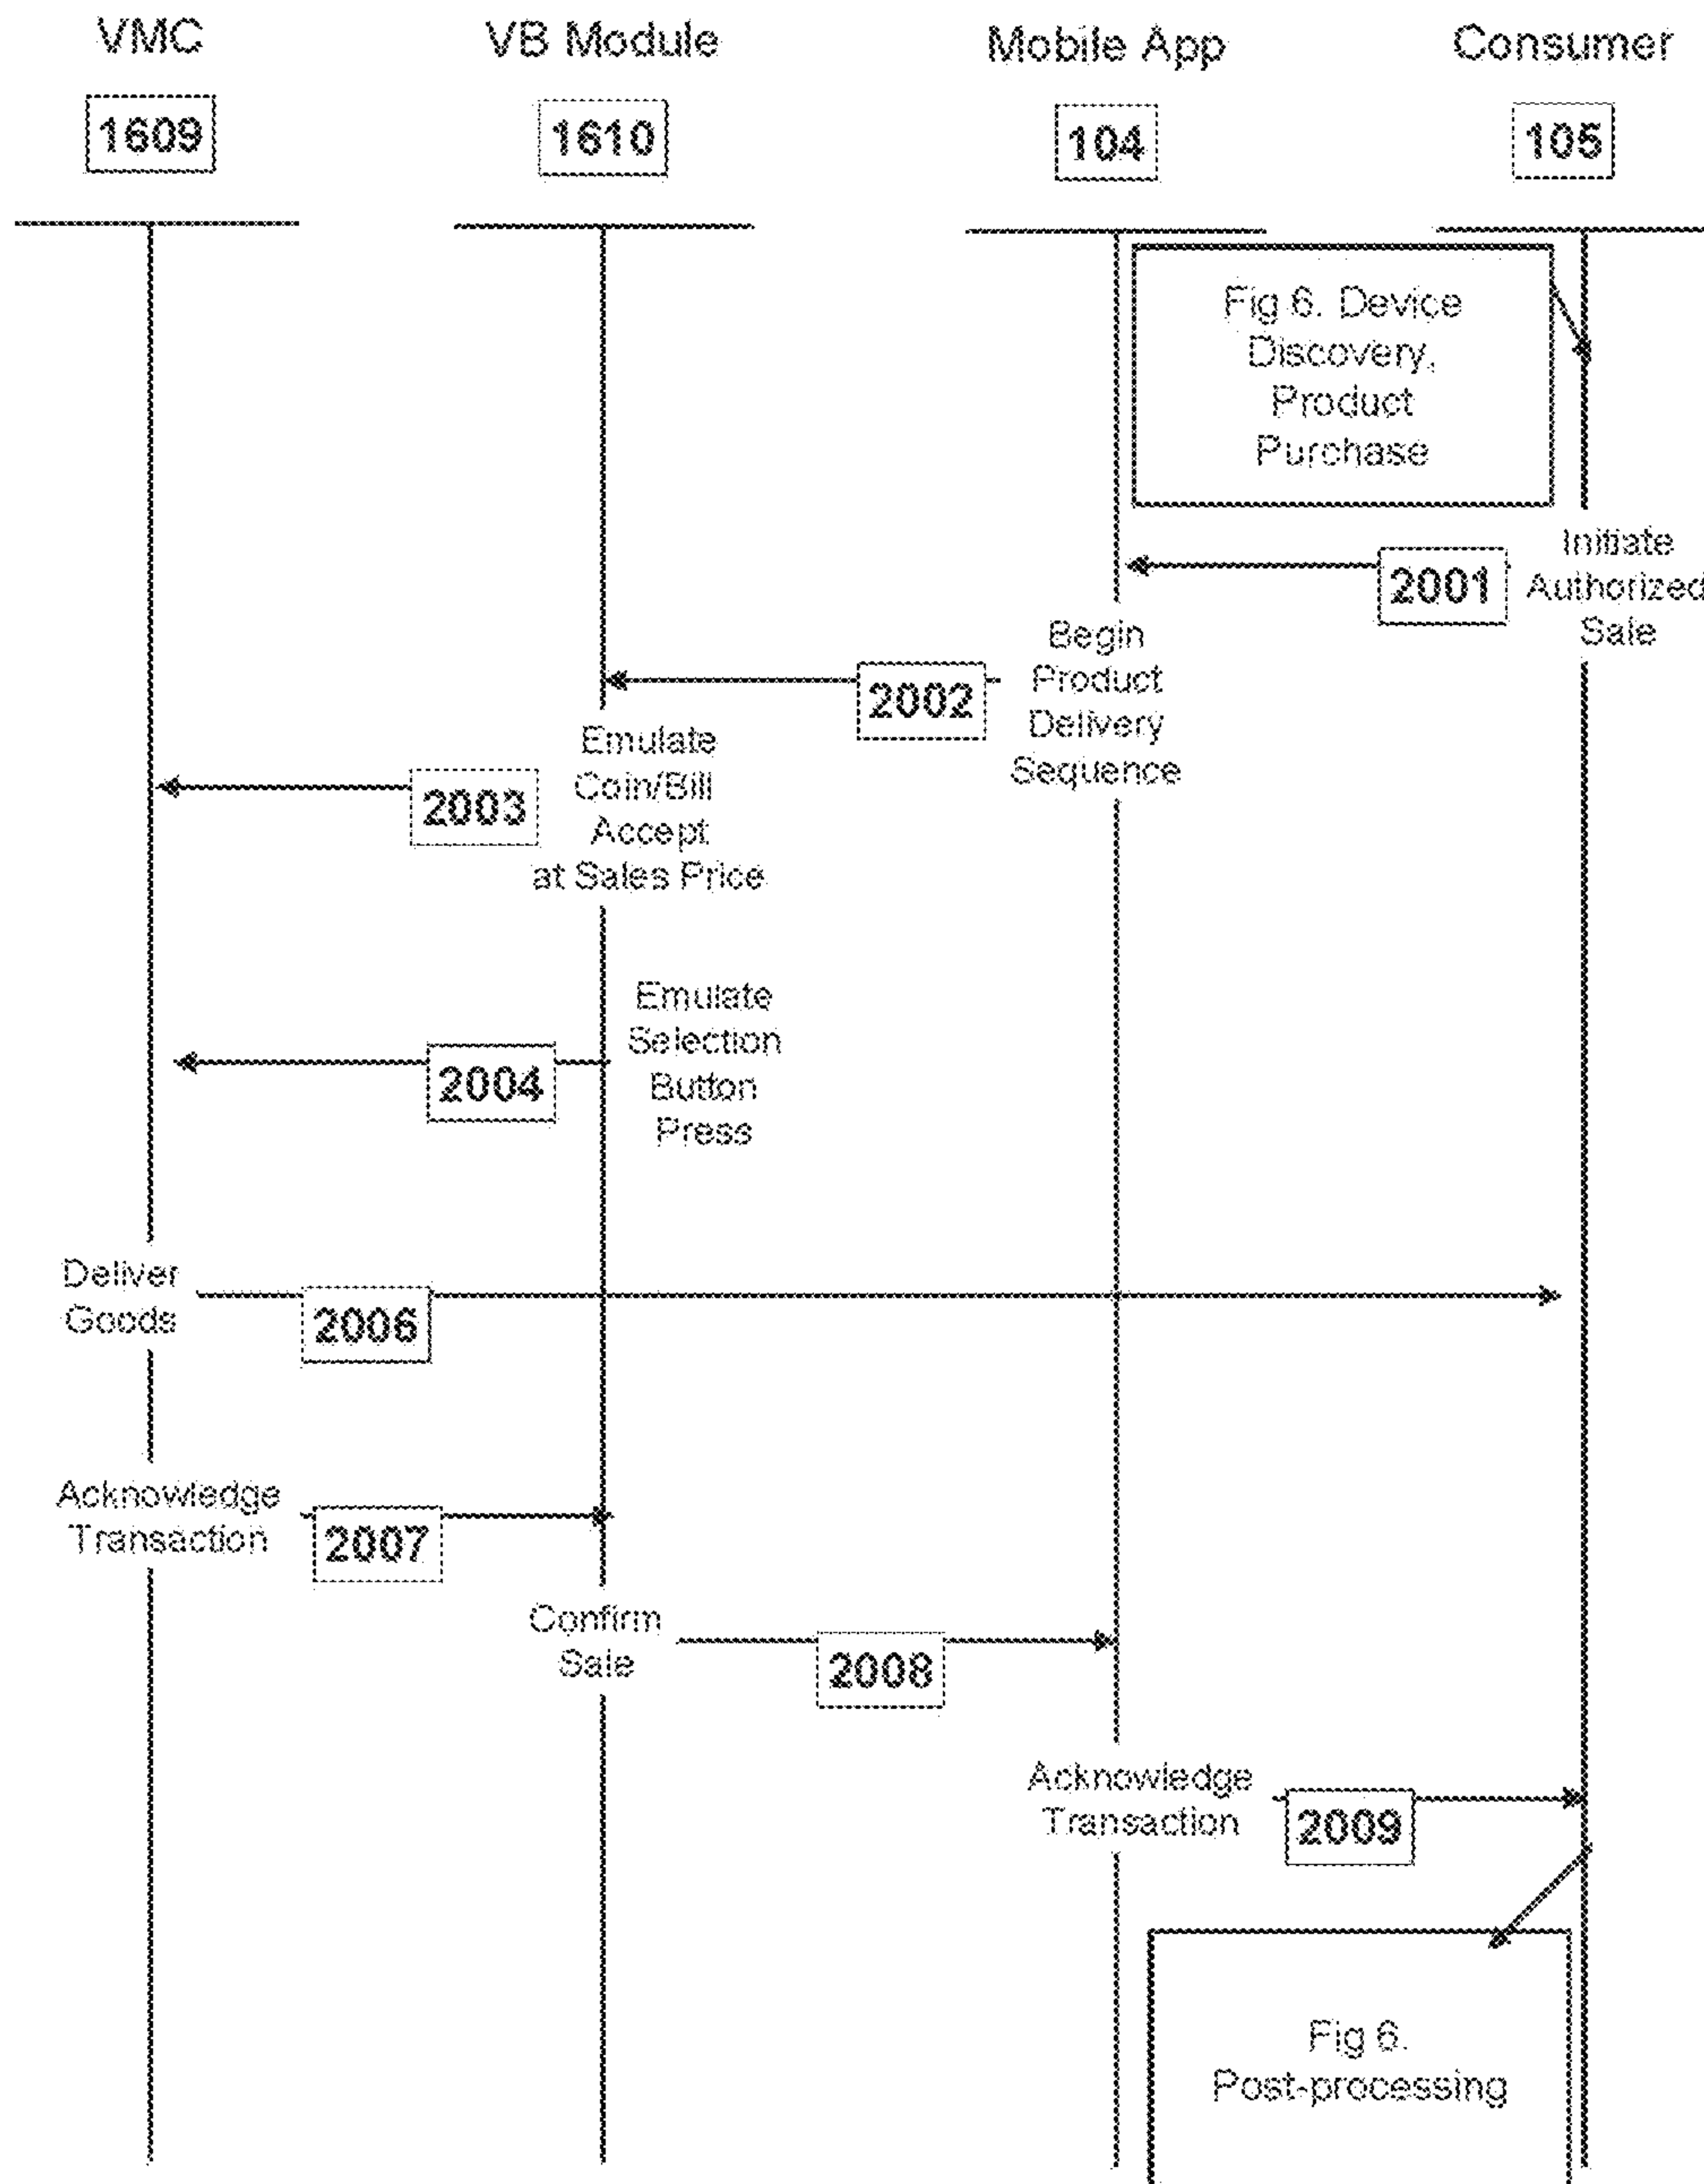 VMC
VB Module
Mobile App
Consumer
1609
1610
104
105
Fig 6. Device
Discovery,
Product
Purchase
2001
Initiate
Authorized
Sale
2002
Begin
Product
Delivery
Sequence
2003
Emulate
Coin/Bill
Accept
at Sales Price
2004
Emulate
Selection
Button
Press
Deliver
Goods
2006
Acknowledge
Transaction
2007
Confirm
Sale
2008
Acknowledge
Transaction
2009
Fig 6.
Post-processing